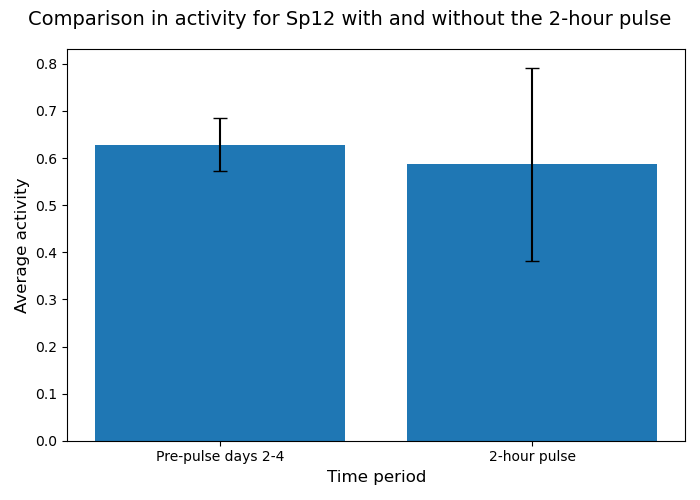 Comparison in activity for Sp12 with and without the 2-hour pulse
0.8
0.7
0.6
0.5
0.4
0.3
0.2
0.1
0.0
Average activity
Pre-pulse days 2-4
2-hour pulse
Time period